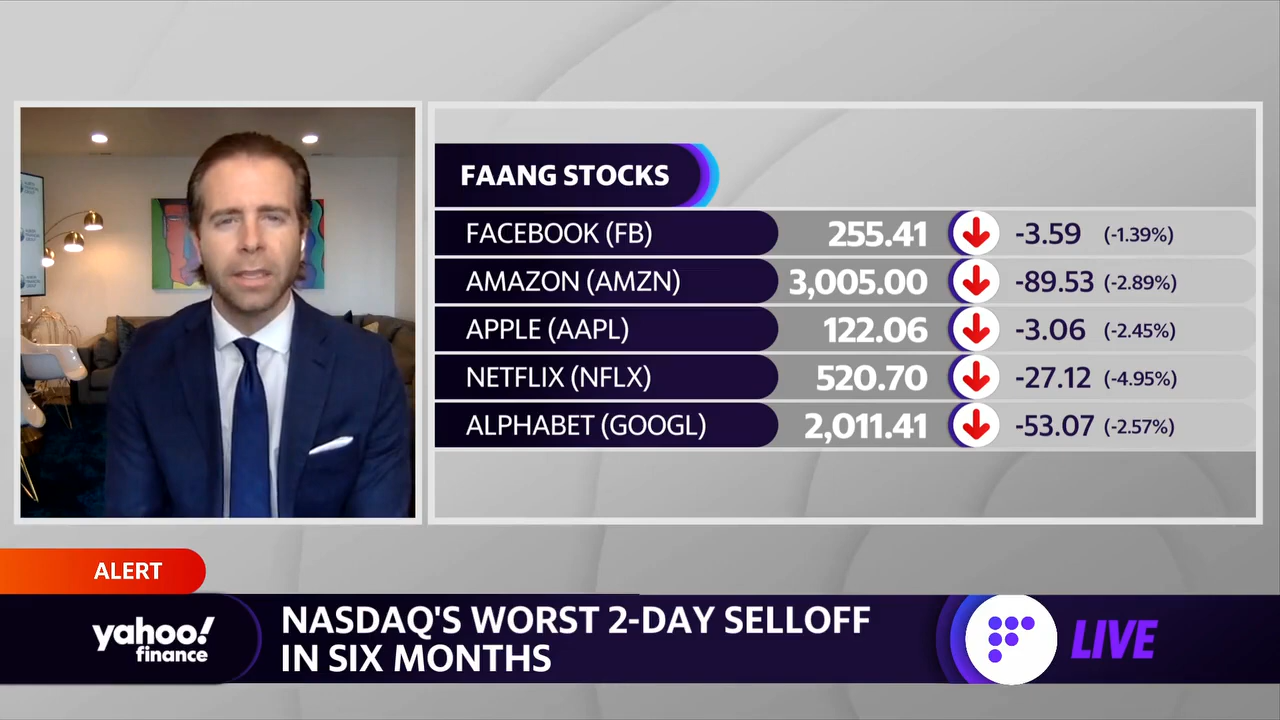 FAANG STOCKS
FACEBOOK (FB) 255.41 -3.59 (-1.39%)
AMAZON (AMZN) 3,005.00 -89.53 (-2.89%)
APPLE (AAPL) 122.06 -3.06 (-2.45%)
NETFLIX (NFLX) 520.70 -27.12 (-4.95%)
ALPHABET (GOOGL) 2,011.41 -53.07 (-2.57%)
ALERT
yahoo!
finance
NASDAQ'S WORST 2-DAY SELLOFF
IN SIX MONTHS
LIVE